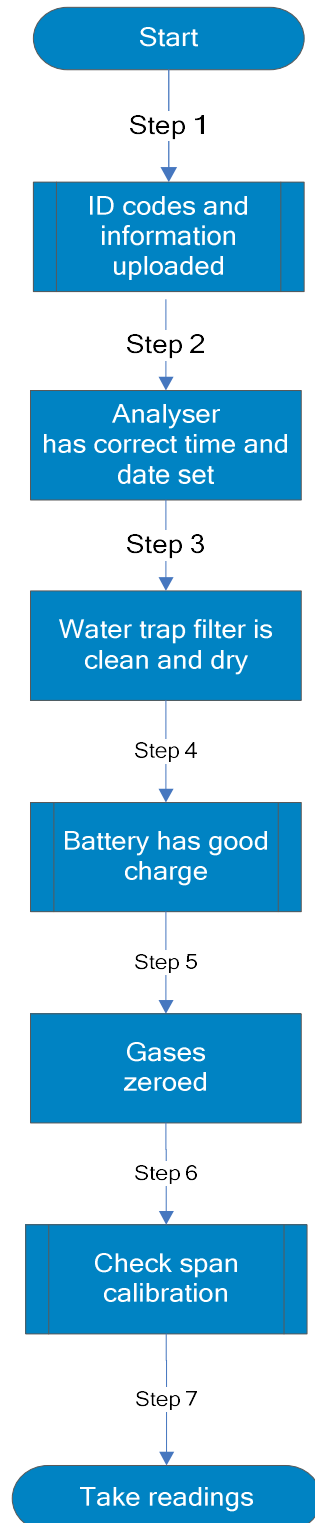 Start
Step 1
ID codes and
information
uploaded
Step 2
Analyser
has correct time and
date set
Step 3
Water trap filter is
clean and dry
Step 4
Battery has good
charge
Step 5
Gases
zeroed
Step 6
Check span
calibration
Step 7
Take readings